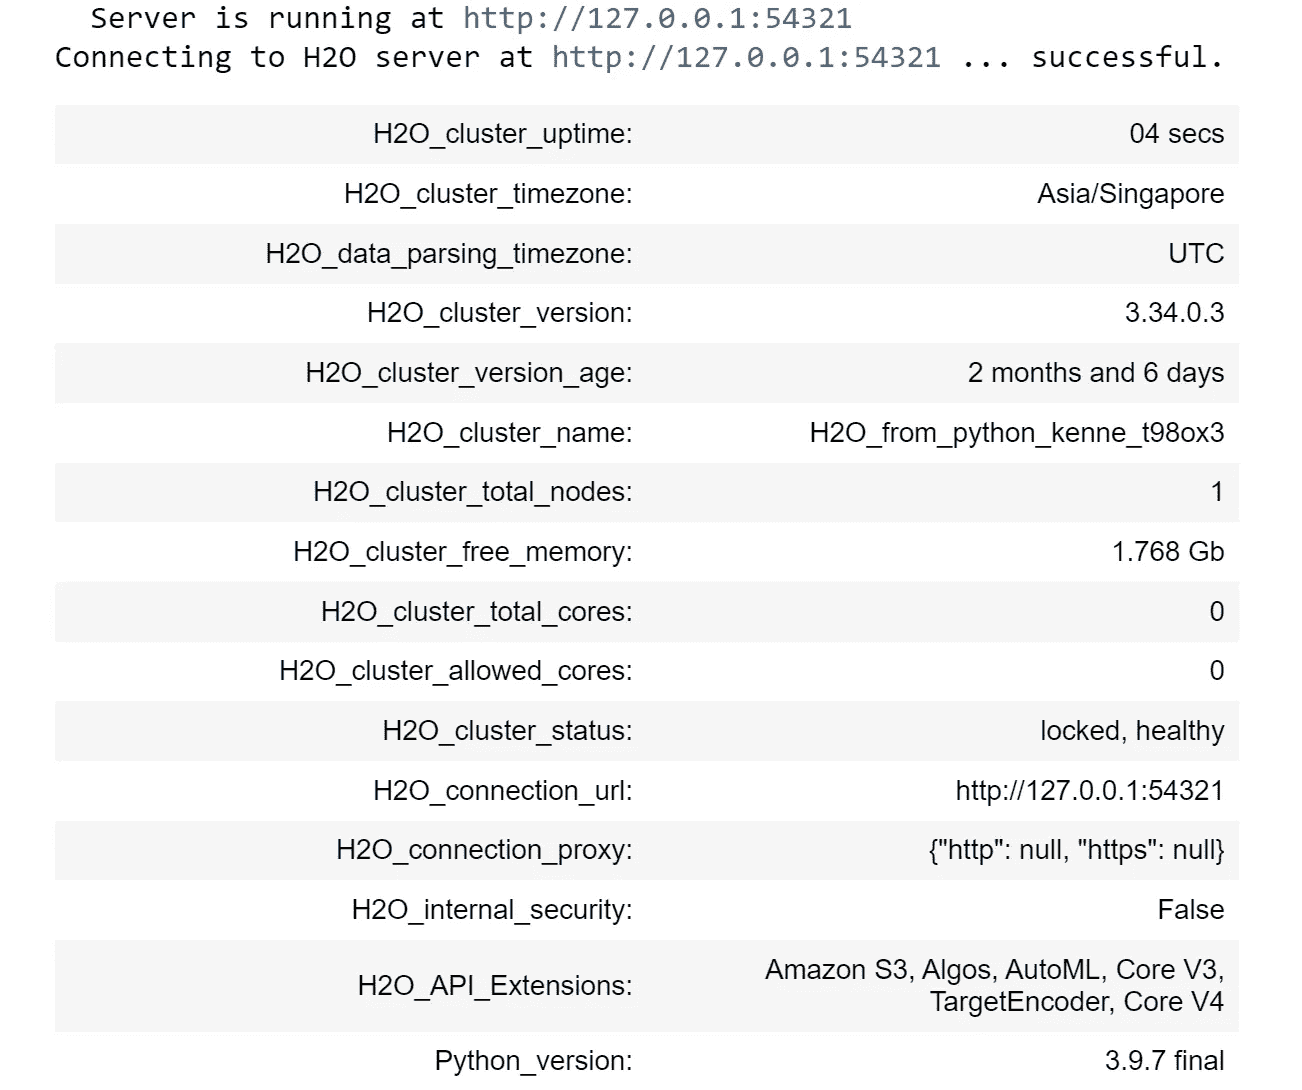 Server is running at http://127.0.0.1:54321
Connecting to H2O server at http://127.0.0.1:54321 ... successful.
H2O_cluster_uptime: 04 secs
H2O_cluster_timezone: Asia/Singapore
H2O_data_parsing_timezone: UTC
H2O_cluster_version: 3.34.0.3
H2O_cluster_version_age: 2 months and 6 days
H2O_cluster_name: H2O_from_python_kenne_t98ox3
H2O_cluster_total_nodes: 1
H2O_cluster_free_memory: 1.768 Gb
H2O_cluster_total_cores: 0
H2O_cluster_allowed_cores: 0
H2O_cluster_status: locked, healthy
H2O_connection_url: http://127.0.0.1:54321
H2O_connection_proxy: {"http": null, "https": null}
H2O_internal_security: False
H2O_API_Extensions: Amazon S3, Algos, AutoML, Core V3,
TargetEncoder, Core V4
Python_version: 3.9.7 final